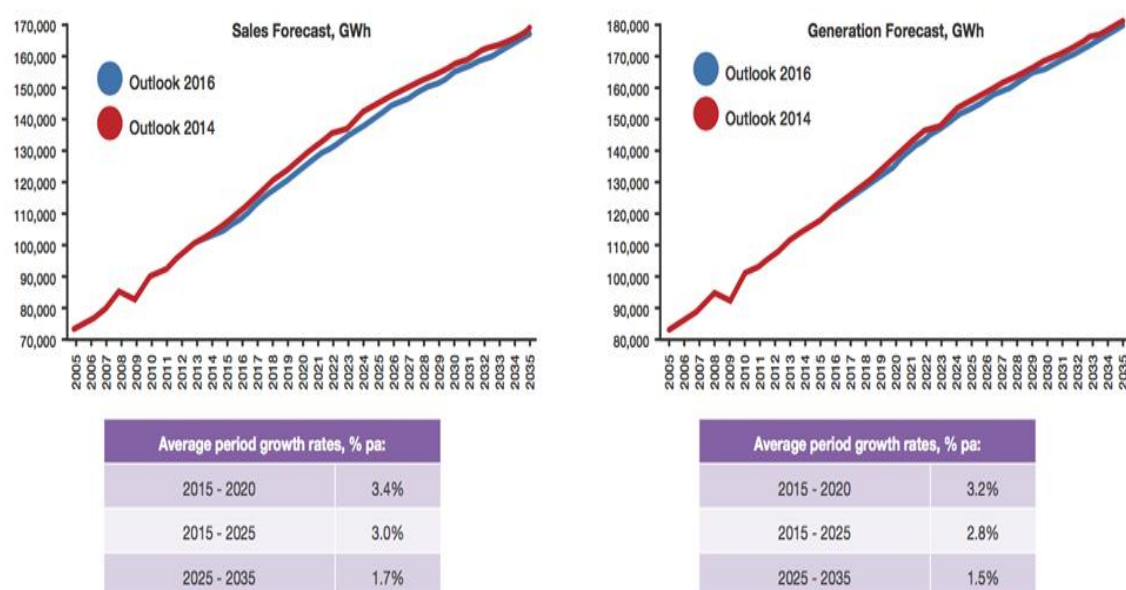 Sales Forecast, GWh
170,000
160,000
150,000
140,000
130,000
120,000
110,000
100,000
90,000
80,000
70,000
Outlook 2016
Outlook 2014
2005 2006 2007 2008 2009 2010 2011 2012 2013 2014 2015 2016 2017 2018 2019 2020 2021 2022 2023 2024 2025 2026 2027 2028 2029 2030 2031 2032 2033 2034 2035
Generation Forecast, GWh
180,000
170,000
160,000
150,000
140,000
130,000
120,000
110,000
100,000
90,000
80,000
Outlook 2016
Outlook 2014
2005 2006 2007 2008 2009 2010 2011 2012 2013 2014 2015 2016 2017 2018 2019 2020 2021 2022 2023 2024 2025 2026 2027 2028 2029 2030 2031 2032 2033 2034 2035
Average period growth rates, % pa:
2015 - 2020 3.4%
2015 - 2025 3.0%
2025 - 2035 1.7%
Average period growth rates, % pa:
2015 - 2020 3.2%
2015 - 2025 2.8%
2025 - 2035 1.5%